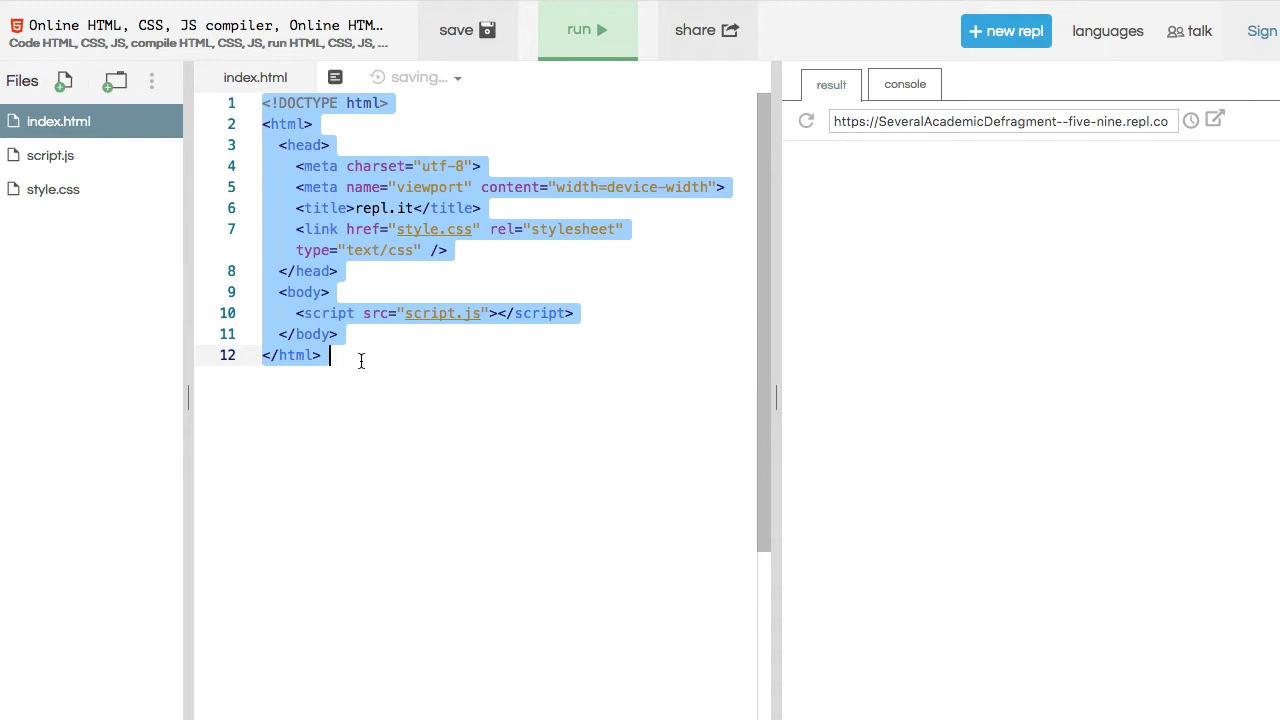 Online HTML, CSS, JS compiler, Online HTM...
Code HTML, CSS, JS, compile HTML, CSS, JS, run HTML, CSS, JS, ...
save
run
share
+ new repl
languages
talk
Sign
Files
index.html
script.js
style.css
index.html
saving...
1 <!DOCTYPE html>
2 <html>
3 <head>
4 <meta charset="utf-8">
5 <meta name="viewport" content="width=device-width">
6 <title>repl.it</title>
7 <link href="style.css" rel="stylesheet"
type="text/css" />
8 </head>
9 <body>
10 <script src="script.js"></script>
11 </body>
12 </html>
result
console
https://SeveralAcademicDefragment--five-nine.repl.co